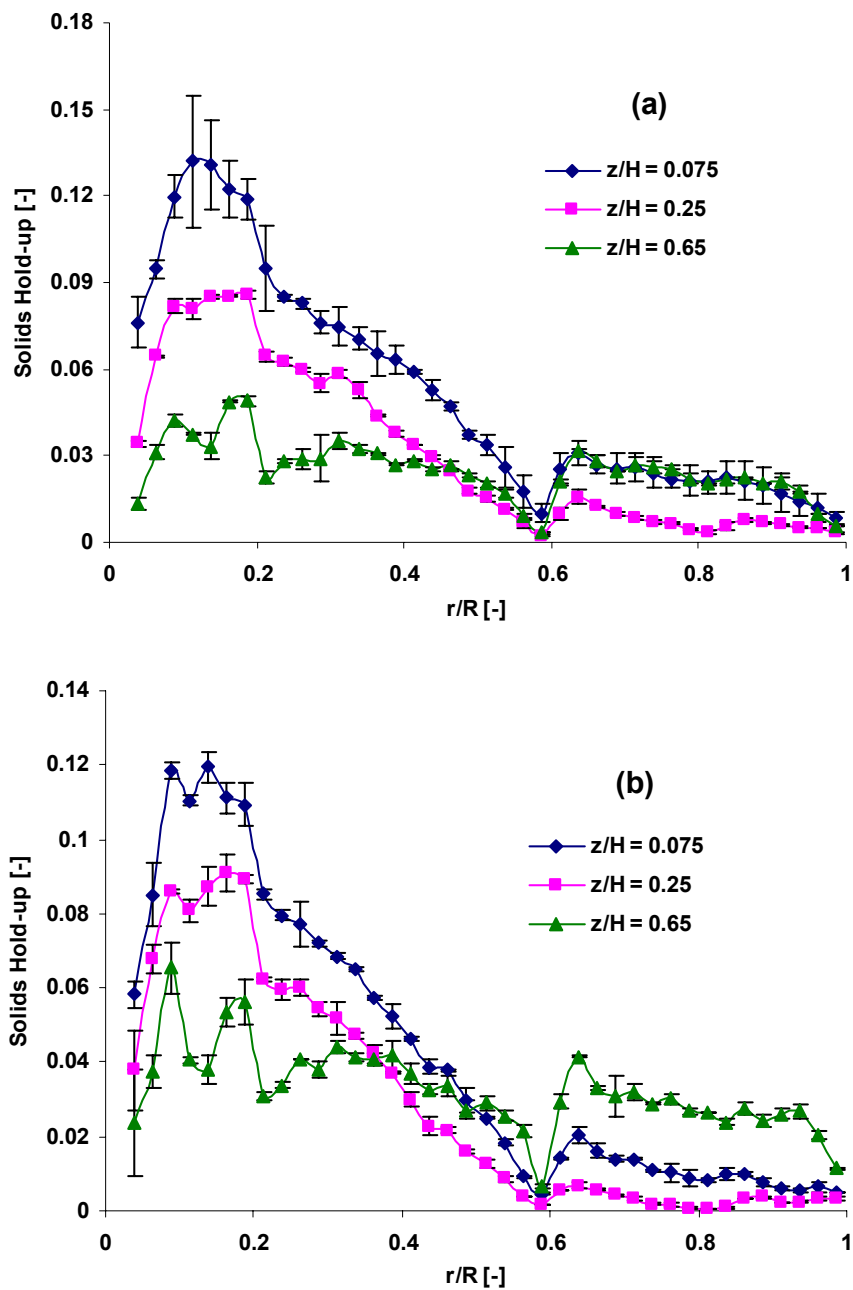 0.18
(a)
0.15
z/H = 0.075
0.12
z/H = 0.25
z/H = 0.65
0.09
Solids Hold-up [-]
0.06
0.03
0
0 0.2 0.4 0.6 0.8 1
r/R [-]
0.14
0.12
(b)
0.1
z/H = 0.075
z/H = 0.25
0.08
z/H = 0.65
Solids Hold-up [-]
0.06
0.04
0.02
0
0 0.2 0.4 0.6 0.8 1
r/R [-]